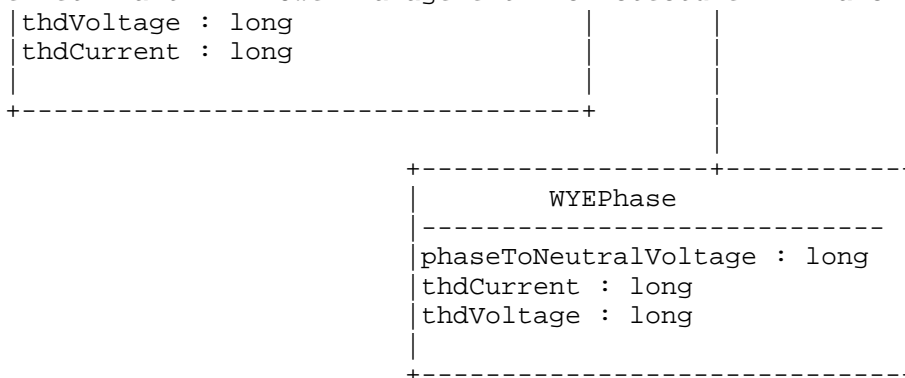 |thdVoltage : long                 |       |
|thdCurrent : long                 |       |
|                                  |       |
+----------------------------------+       |
                                           |
                         +------------------+------------
                         |        WYEPhase
                         |-----------------------------
                         |phaseToNeutralVoltage : long
                         |thdCurrent : long
                         |thdVoltage : long
                         |
                         +-------------------------------